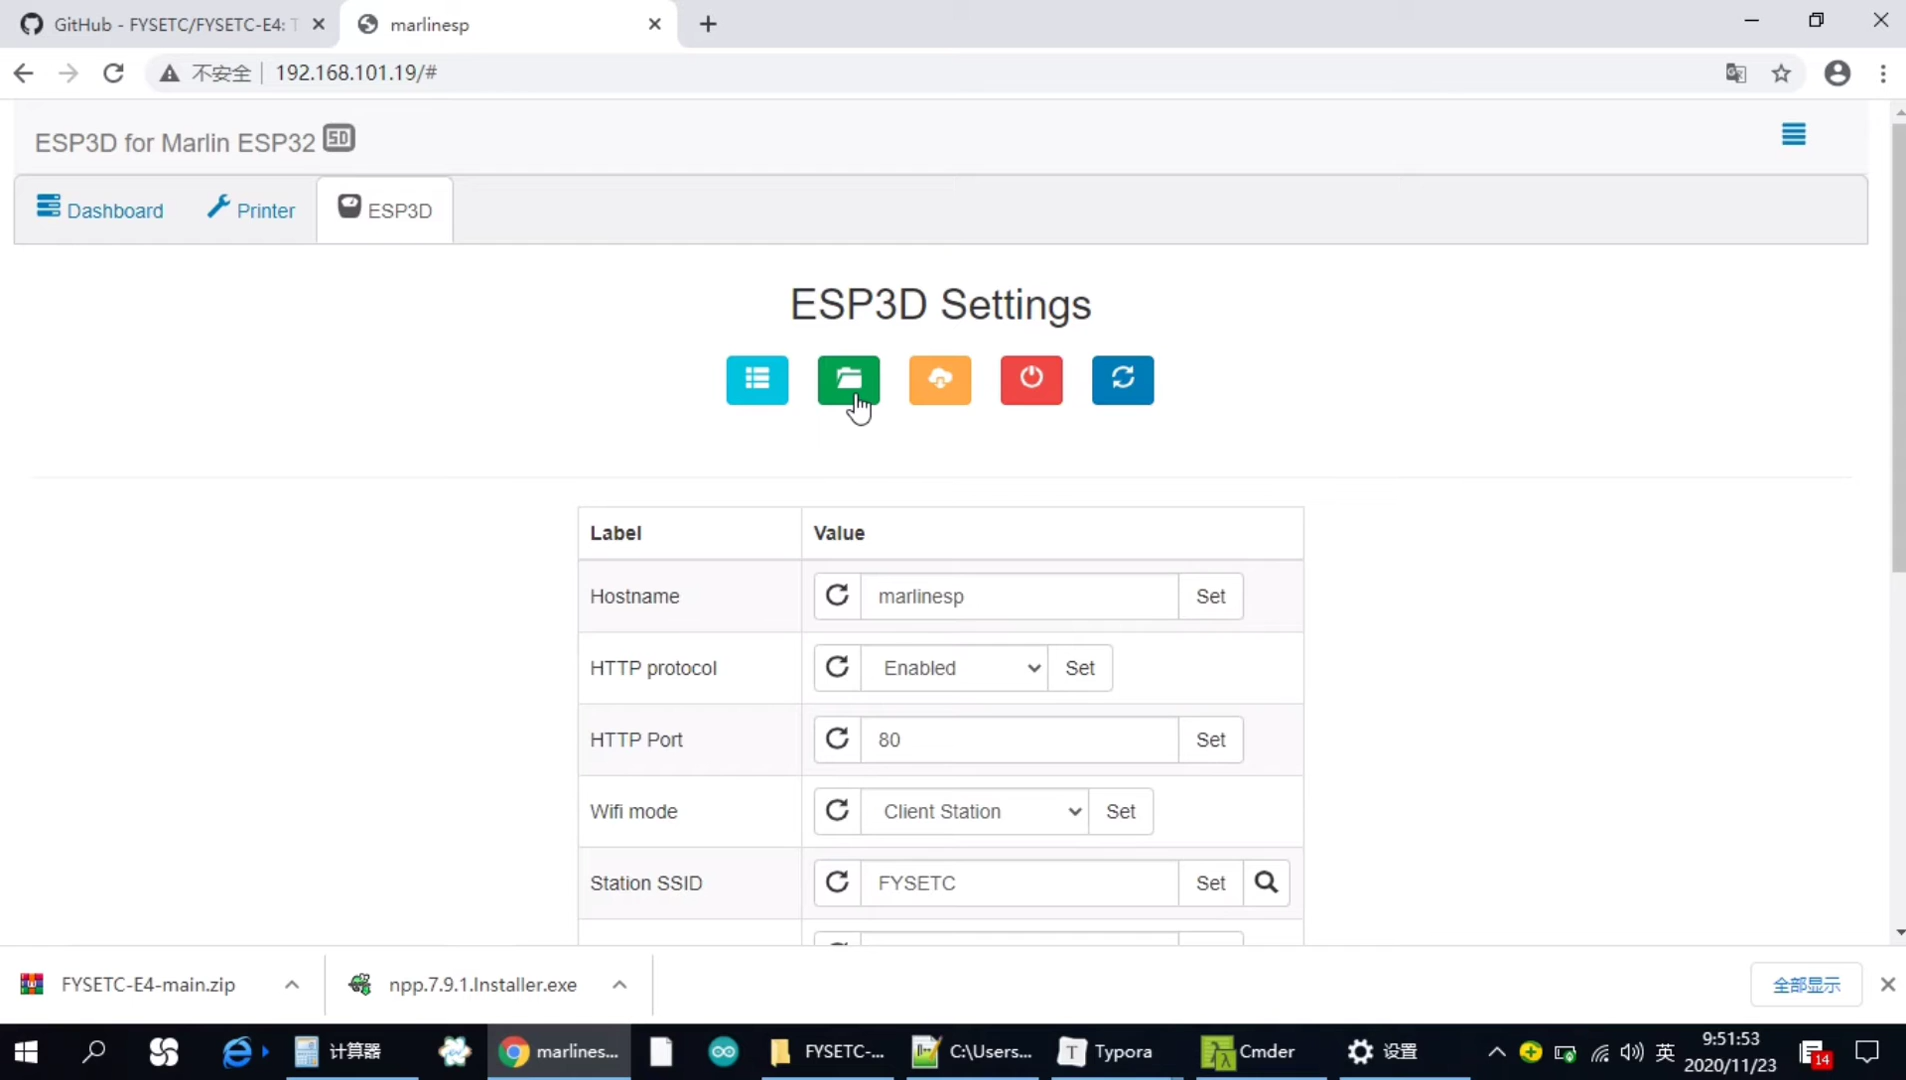 GitHub - FYSETC/FYSETC-E4: T
marlinesp
不安全 192.168.101.19/#
ESP3D for Marlin ESP32 SD
Dashboard Printer ESP3D
ESP3D Settings
Label Value
Hostname marlinesp Set
HTTP protocol Enabled Set
HTTP Port 80 Set
Wifi mode Client Station Set
Station SSID FYSETC Set
FYSETC-E4-main.zip npp.7.9.1.Installer.exe 全部显示
计算器 marlines... FYSETC-... C:\Users... Typora Cmder 设置 英 9:51:53 14
2020/11/23